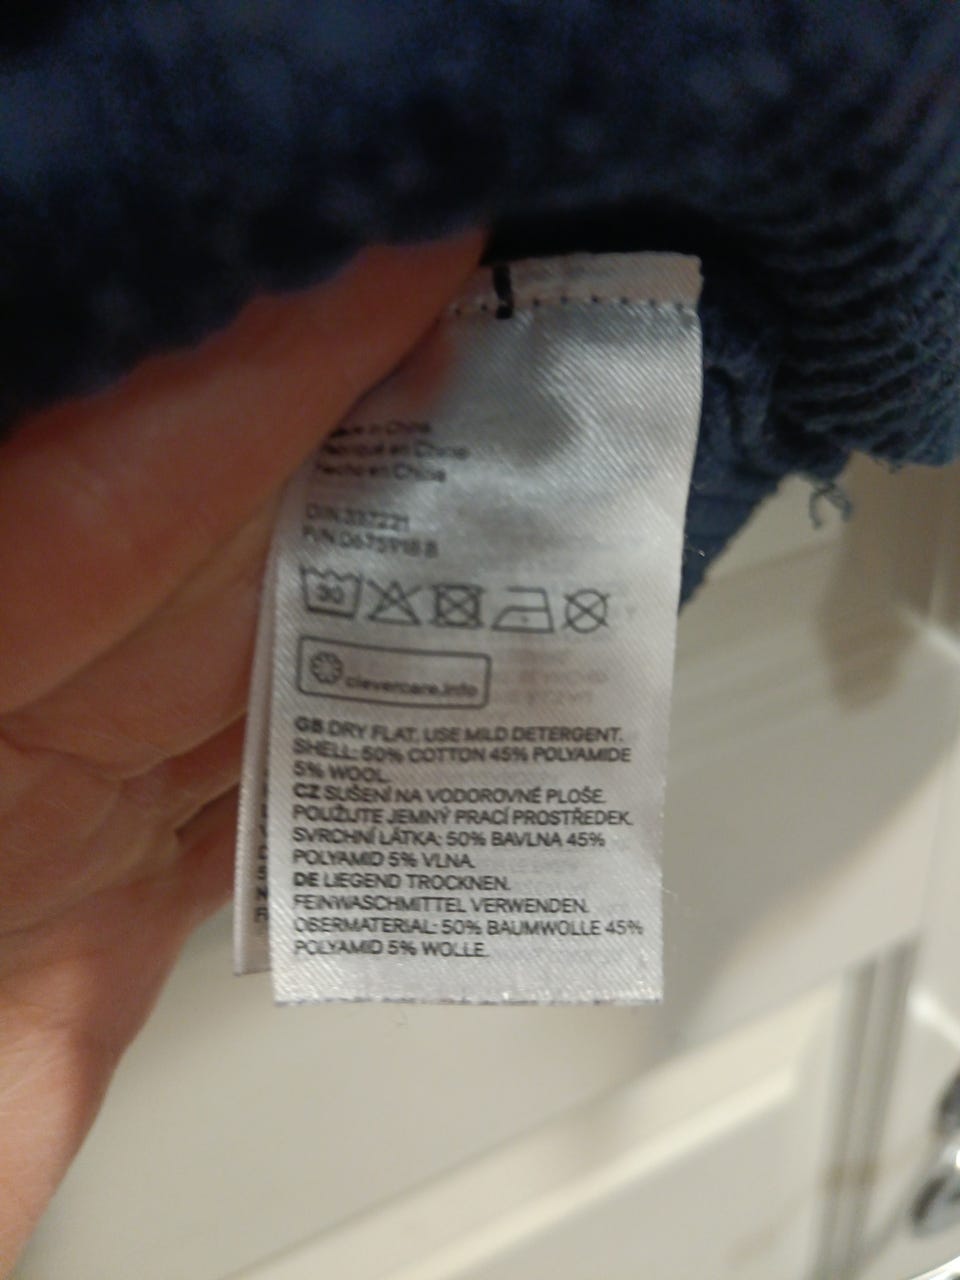 Made in China
Fabriqué en Chine
Hecho en China
30
clevercare.info
GB DRY FLAT. USE MILD DETERGENT.
SHELL: 50% COTTON 45% POLYAMIDE
5% WOOL.
CZ SUŠENÍ NA VODOROVNÉ PLOŠE.
POUŽIJTE JEMNÝ PRACÍ PROSTŘEDEK.
SVRCHNÍ LÁTKA: 50% BAVLNA 45%
POLYAMID 5% VLNA.
DE LIEGEND TROCKNEN.
FEINWASCHMITTEL VERWENDEN.
OBERMATERIAL: 50% BAUMWOLLE 45%
POLYAMID 5% WOLLE.